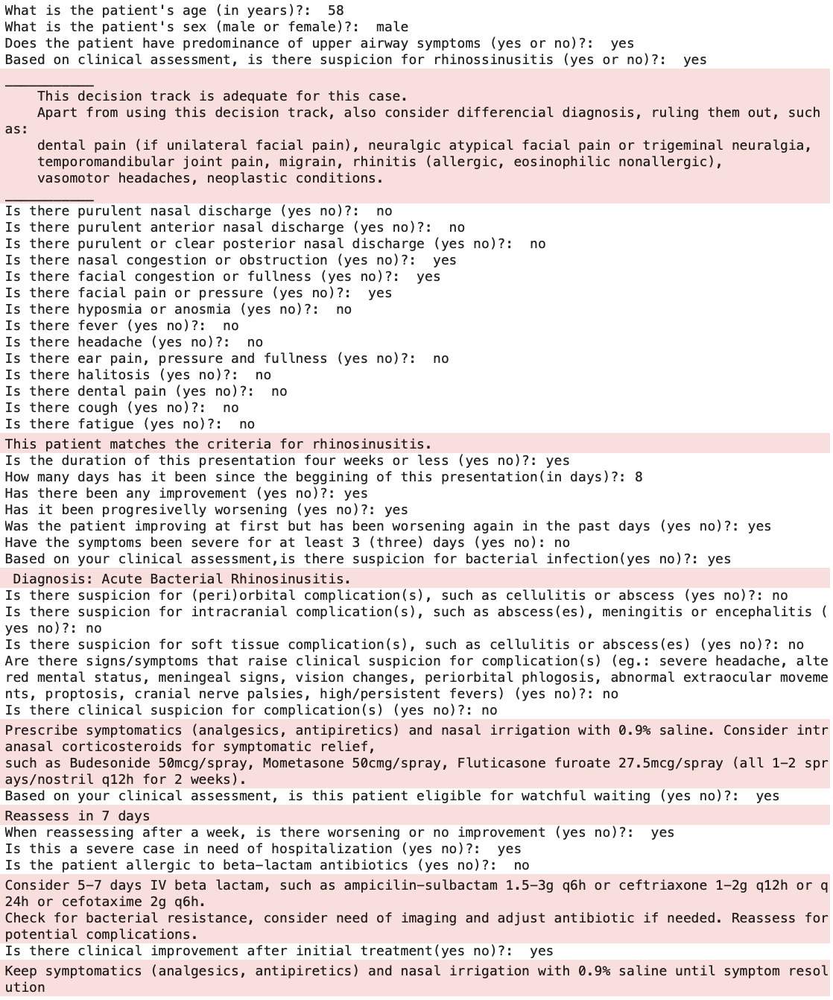 What is the patient's age (in years)?:  58
What is the patient's sex (male or female)?:  male
Does the patient have predominance of upper airway symptoms (yes or no)?:  yes
Based on clinical assessment, is there suspicion for rhinossinusitis (yes or no)?:  yes
___________
    This decision track is adequate for this case.
    Apart from using this decision track, also consider differencial diagnosis, ruling them out, such
as:
    dental pain (if unilateral facial pain), neuralgic atypical facial pain or trigeminal neuralgia,
    temporomandibular joint pain, migrain, rhinitis (allergic, eosinophilic nonallergic),
    vasomotor headaches, neoplastic conditions.
___________
Is there purulent nasal discharge (yes no)?:  no
Is there purulent anterior nasal discharge (yes no)?:  no
Is there purulent or clear posterior nasal discharge (yes no)?:  no
Is there nasal congestion or obstruction (yes no)?:  yes
Is there facial congestion or fullness (yes no)?:  yes
Is there facial pain or pressure (yes no)?:  yes
Is there hyposmia or anosmia (yes no)?:  no
Is there fever (yes no)?:  no
Is there headache (yes no)?:  no
Is there ear pain, pressure and fullness (yes no)?:  no
Is there halitosis (yes no)?:  no
Is there dental pain (yes no)?:  no
Is there cough (yes no)?:  no
Is there fatigue (yes no)?:  no
This patient matches the criteria for rhinosinusitis.
Is the duration of this presentation four weeks or less (yes no)?: yes
How many days has it been since the beggining of this presentation(in days)?: 8
Has there been any improvement (yes no)?: yes
Has it been progresivelly worsening (yes no)?: yes
Was the patient improving at first but has been worsening again in the past days (yes no)?: yes
Have the symptoms been severe for at least 3 (three) days (yes no): no
Based on your clinical assessment,is there suspicion for bacterial infection(yes no)?: yes
 Diagnosis: Acute Bacterial Rhinosinusitis.
Is there suspicion for (peri)orbital complication(s), such as cellulitis or abscess (yes no)?: no
Is there suspicion for intracranial complication(s), such as abscess(es), meningitis or encephalitis (
yes no)?: no
Is there suspicion for soft tissue complication(s), such as cellulitis or abscess(es) (yes no)?: no
Are there signs/symptoms that raise clinical suspicion for complication(s) (eg.: severe headache, alte
red mental status, meningeal signs, vision changes, periorbital phlogosis, abnormal extraocular moveme
nts, proptosis, cranial nerve palsies, high/persistent fevers) (yes no)?: no
Is there clinical suspicion for complication(s) (yes no)?: no
Prescribe symptomatics (analgesics, antipiretics) and nasal irrigation with 0.9% saline. Consider intr
anasal corticosteroids for symptomatic relief,
such as Budesonide 50mcg/spray, Mometasone 50cmg/spray, Fluticasone furoate 27.5mcg/spray (all 1-2 spr
ays/nostril q12h for 2 weeks).
Based on your clinical assessment, is this patient eligible for watchful waiting (yes no)?:  yes
Reassess in 7 days
When reassessing after a week, is there worsening or no improvement (yes no)?:  yes
Is this a severe case in need of hospitalization (yes no)?:  yes
Is the patient allergic to beta-lactam antibiotics (yes no)?:  no
Consider 5-7 days IV beta lactam, such as ampicilin-sulbactam 1.5-3g q6h or ceftriaxone 1-2g q12h or q
24h or cefotaxime 2g q6h.
Check for bacterial resistance, consider need of imaging and adjust antibiotic if needed. Reassess for
potential complications.
Is there clinical improvement after initial treatment(yes no)?:  yes
Keep symptomatics (analgesics, antipiretics) and nasal irrigation with 0.9% saline until symptom resol
ution